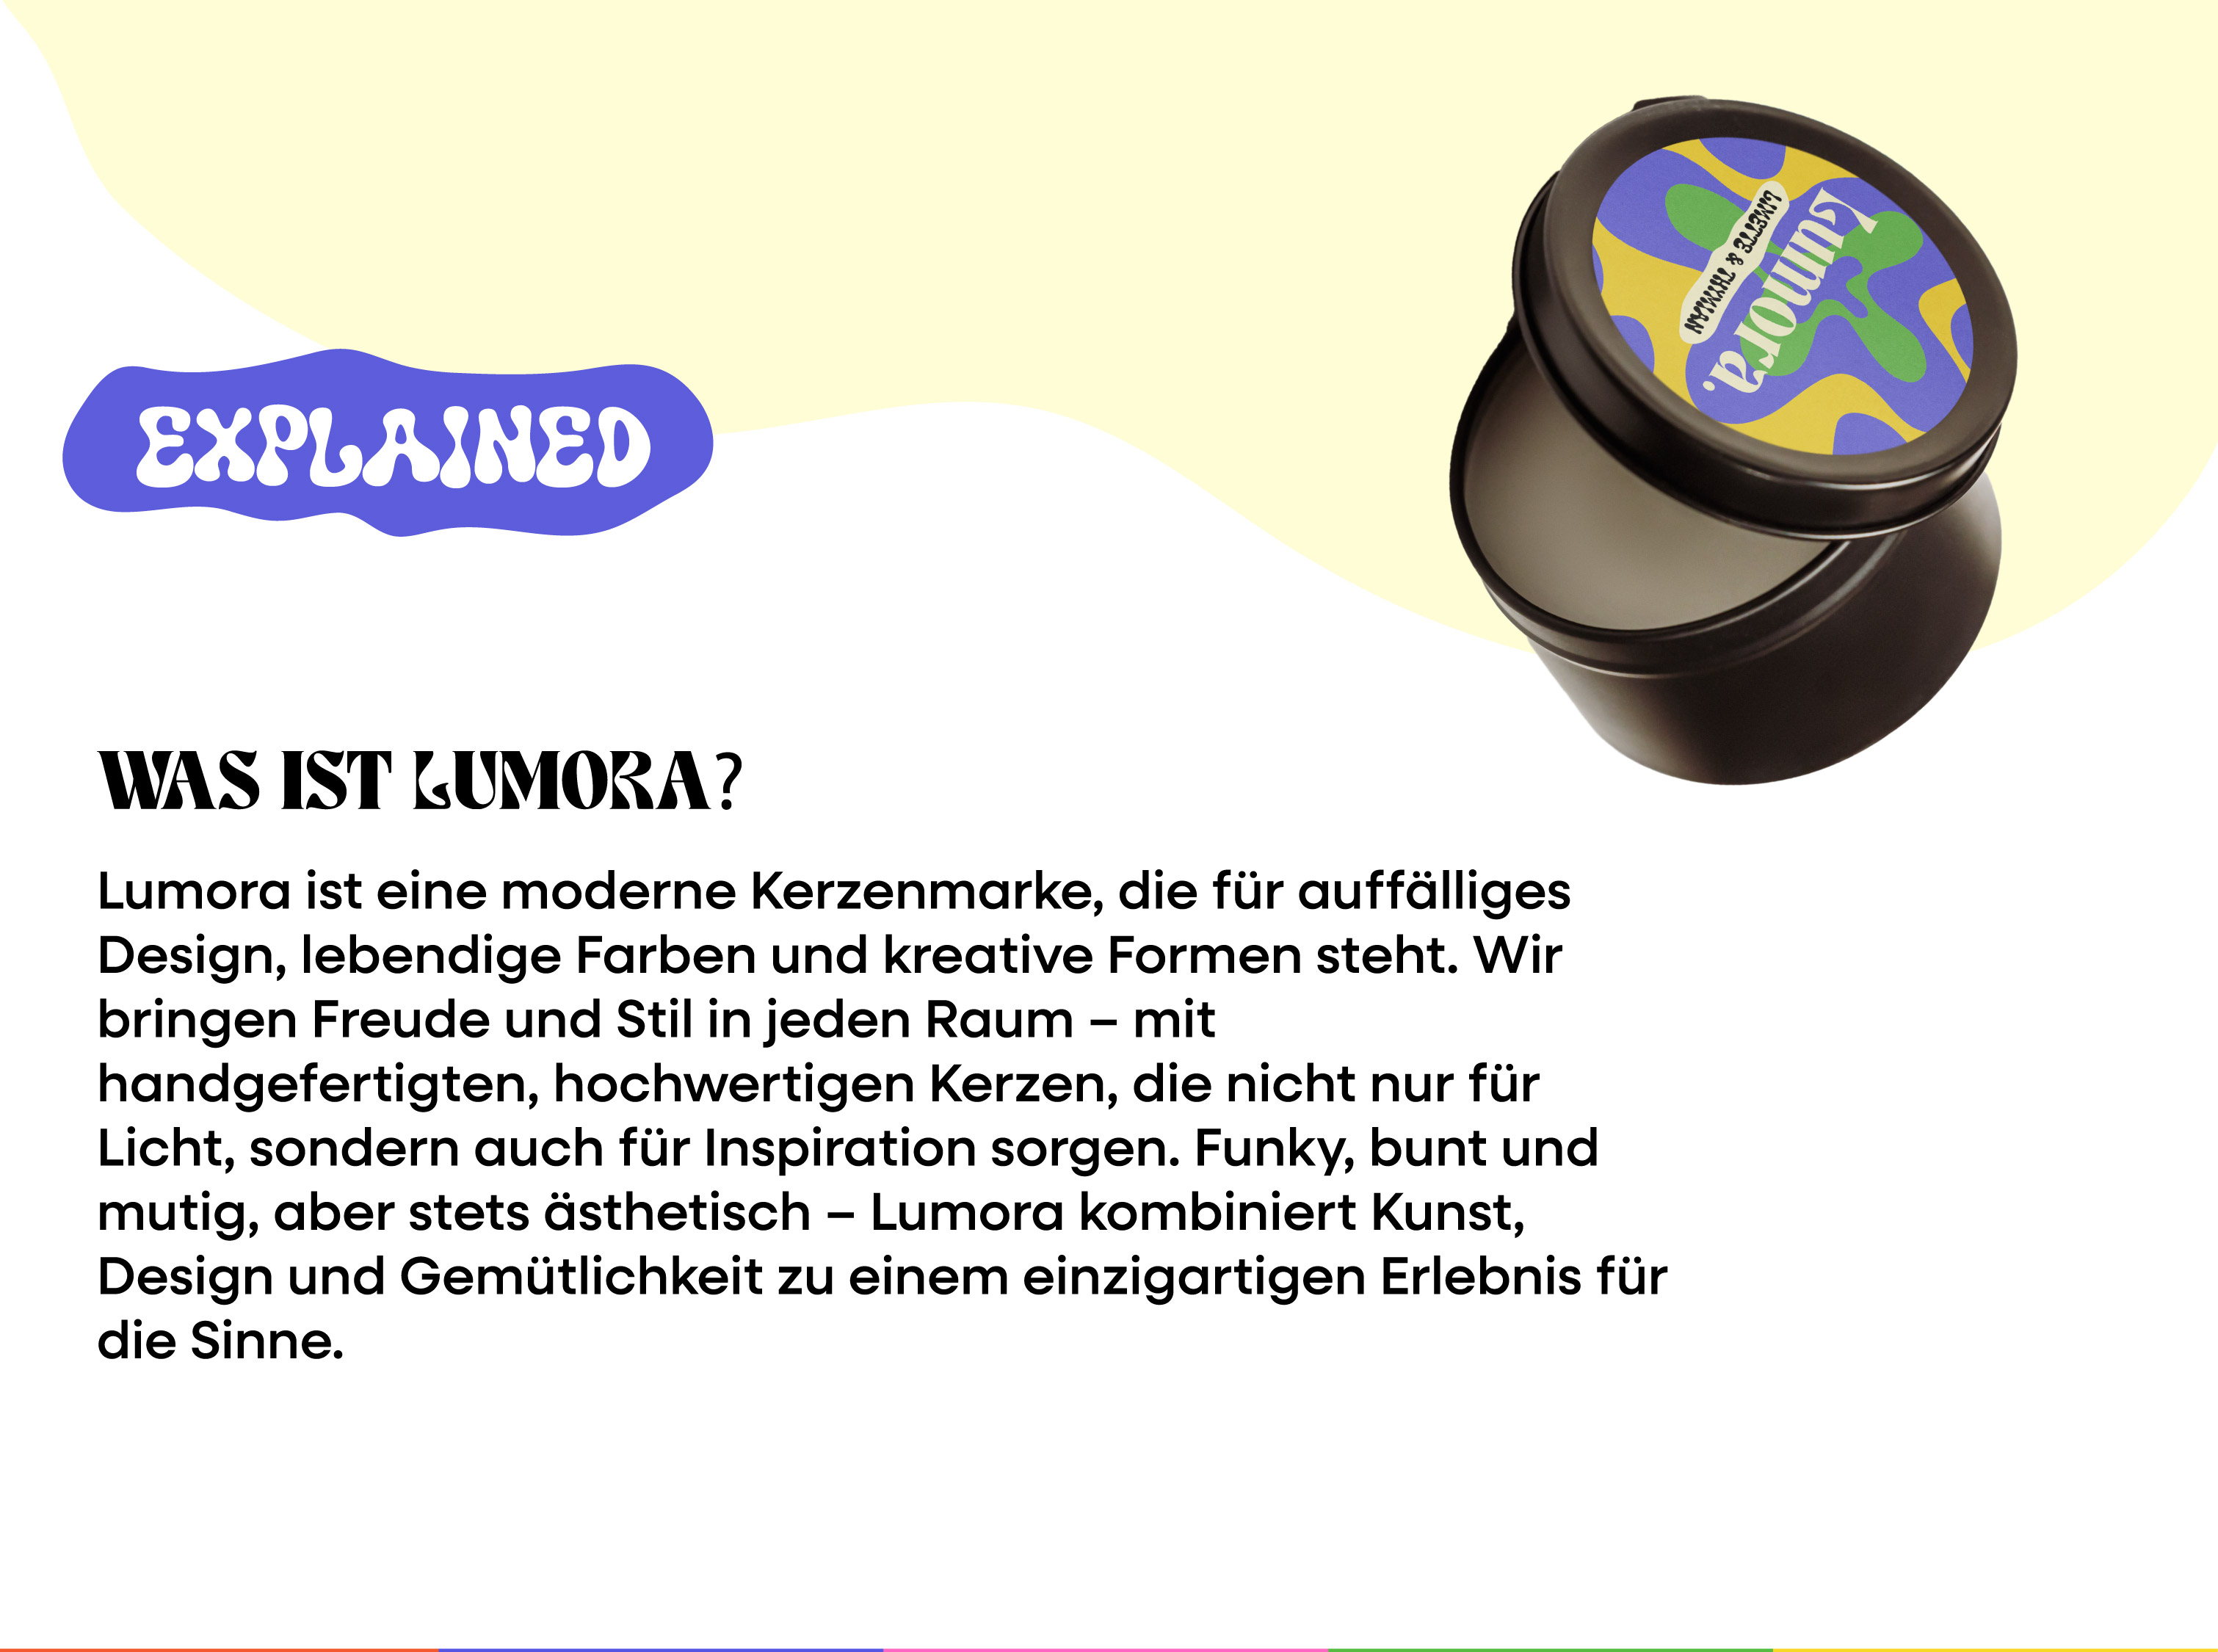 Lumora.
LIMETTE & THYMIAN
EXPLAINED
WAS IST LUMORA?
Lumora ist eine moderne Kerzenmarke, die für auffälliges
Design, lebendige Farben und kreative Formen steht. Wir
bringen Freude und Stil in jeden Raum – mit
handgefertigten, hochwertigen Kerzen, die nicht nur für
Licht, sondern auch für Inspiration sorgen. Funky, bunt und
mutig, aber stets ästhetisch – Lumora kombiniert Kunst,
Design und Gemütlichkeit zu einem einzigartigen Erlebnis für
die Sinne.